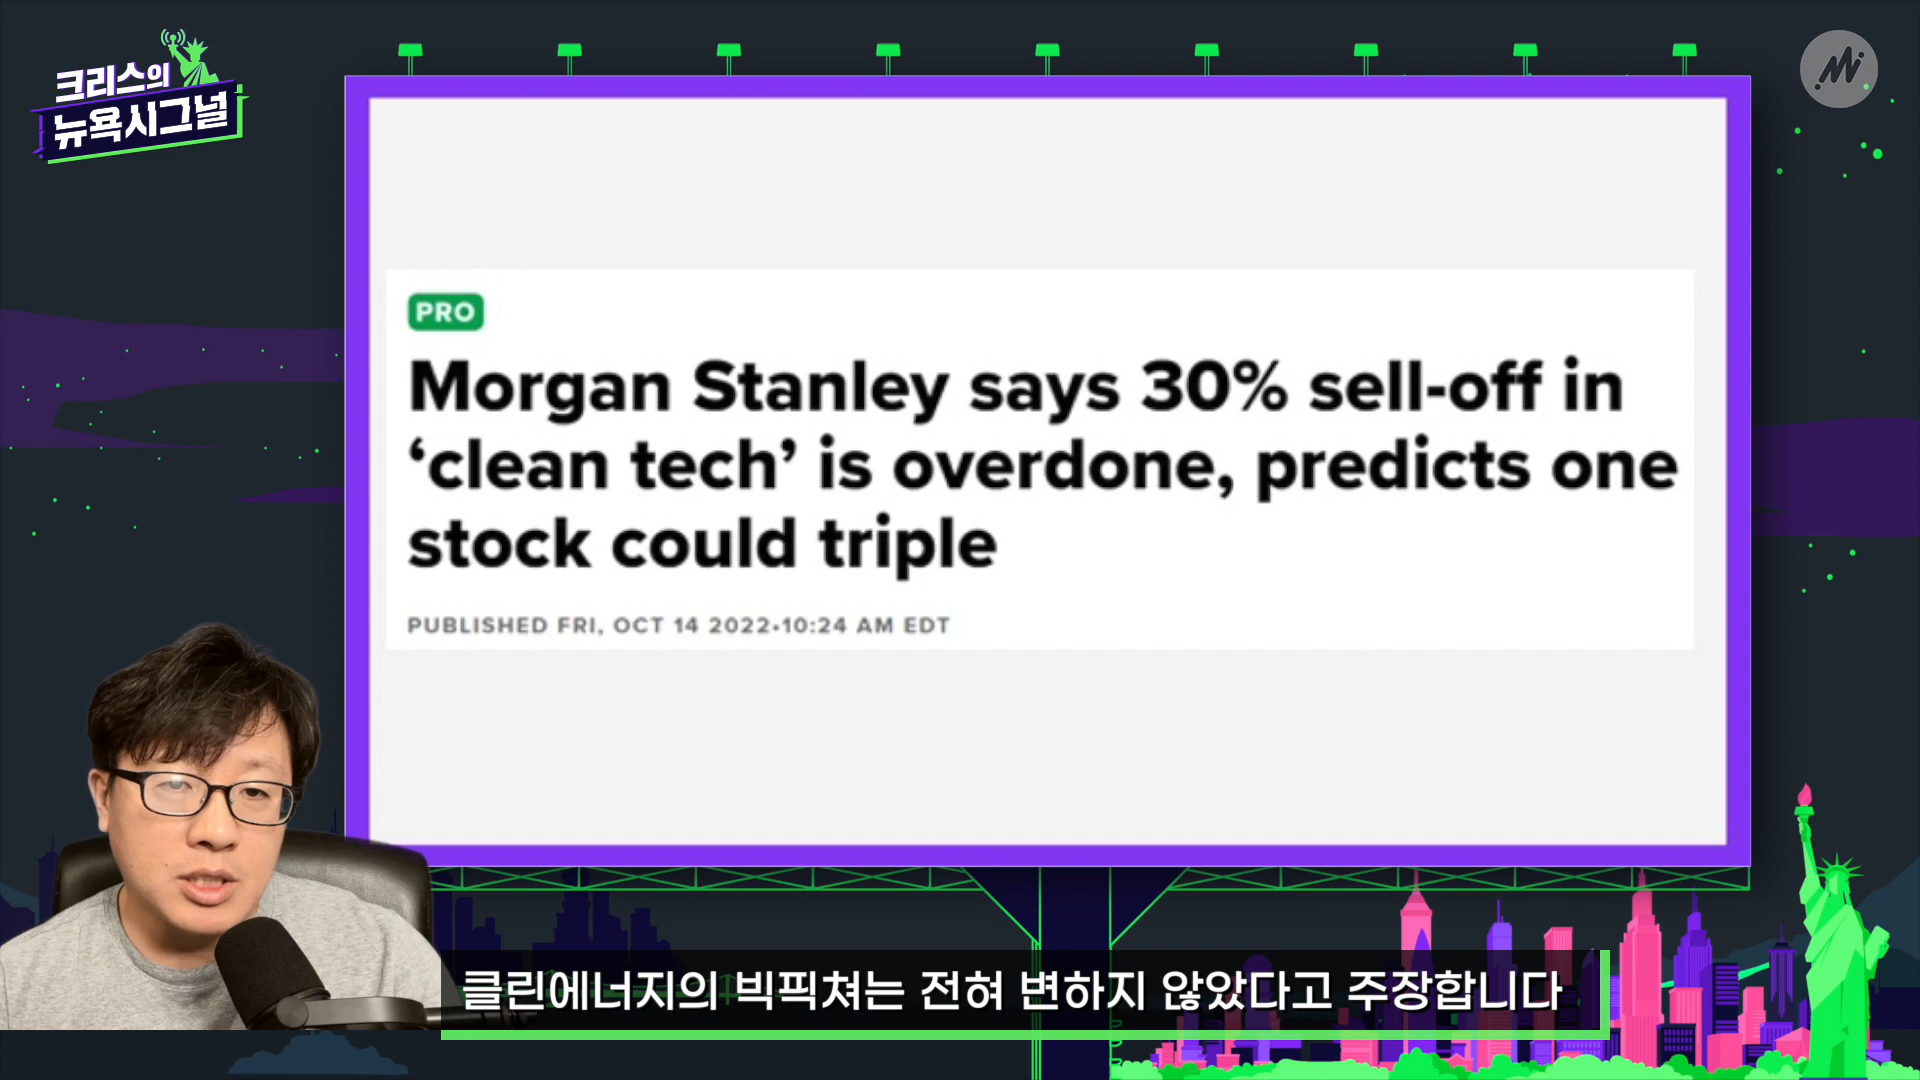 크리스의
뉴욕시그널
PRO
Morgan Stanley says 30% sell-off in
‘clean tech’ is overdone, predicts one
stock could triple
PUBLISHED FRI, OCT 14 2022•10:24 AM EDT
클린에너지의 빅픽쳐는 전혀 변하지 않았다고 주장합니다